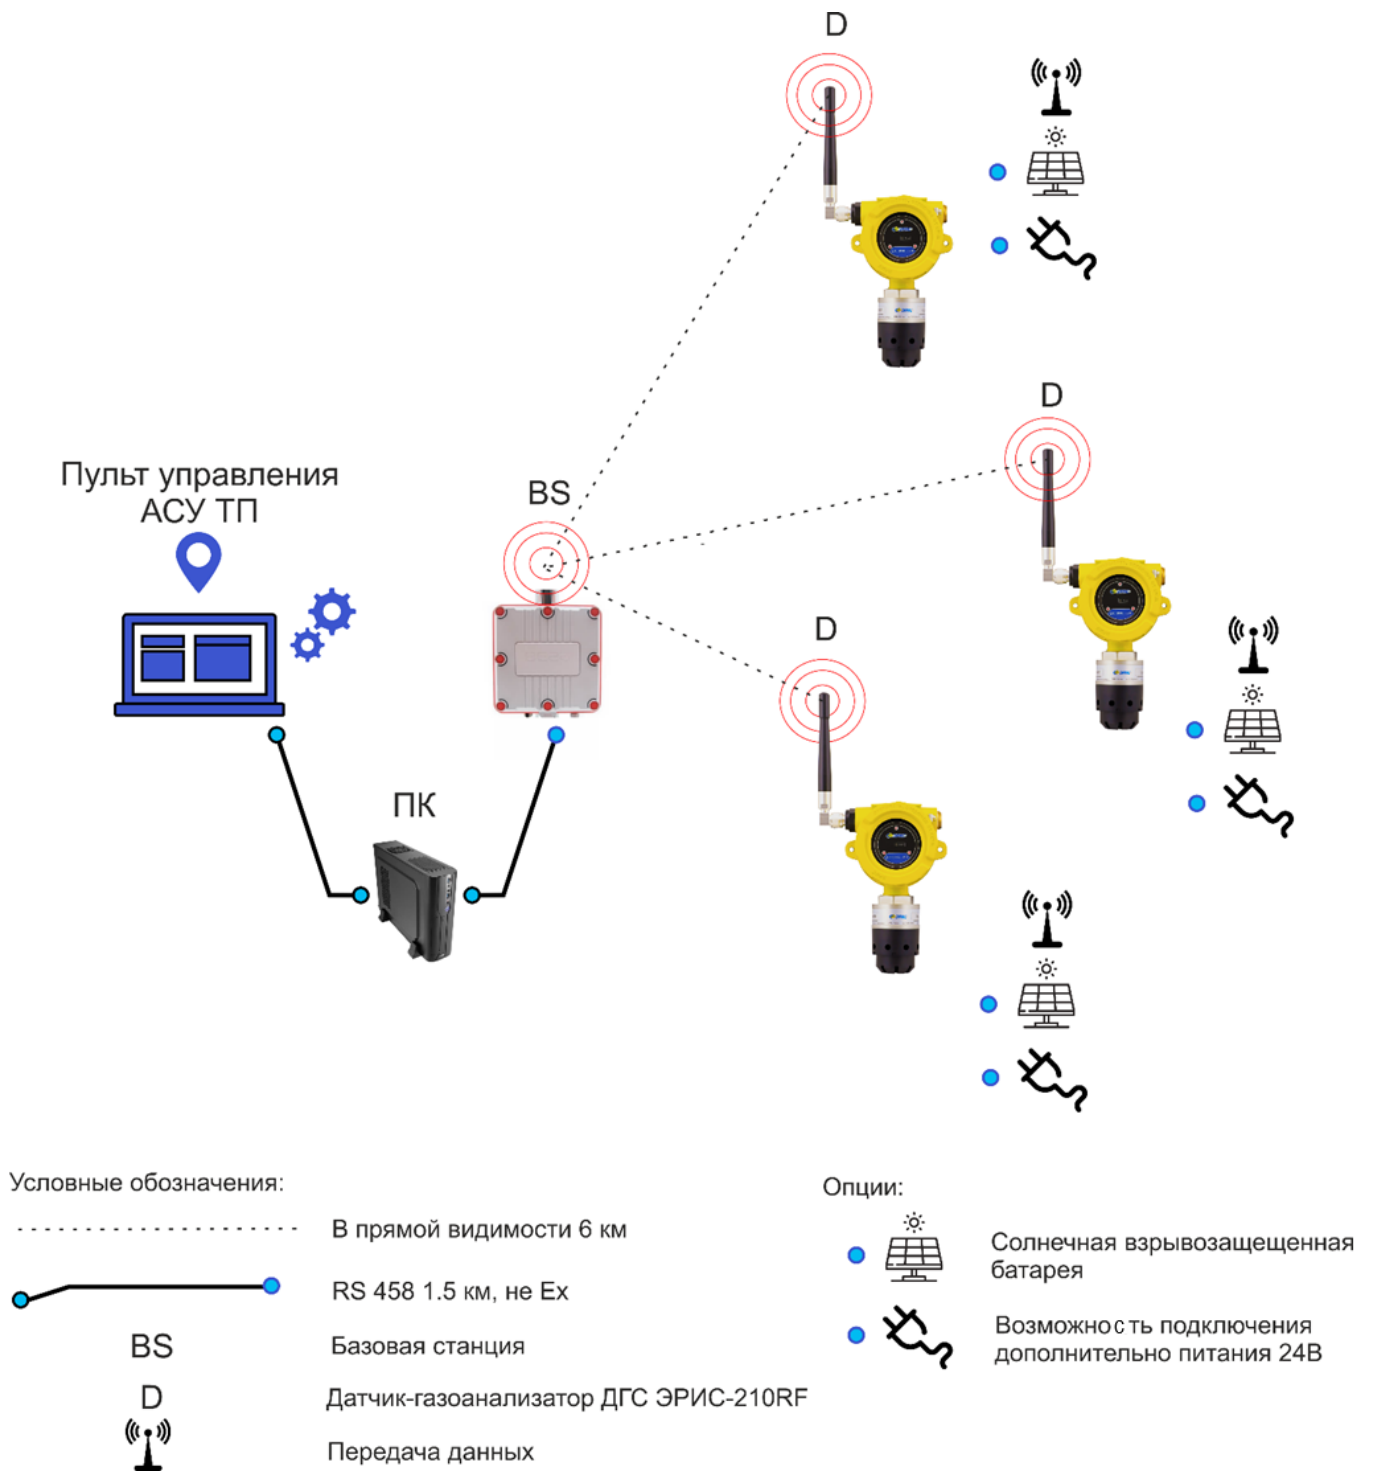 D
D
Пульт управления
АСУ ТП
BS
D
ПК
Условные обозначения:
В прямой видимости 6 км
RS 458 1.5 км, не Ex
BS
Базовая станция
D
Датчик-газоанализатор ДГС ЭРИС-210RF
Передача данных
Опции:
Солнечная взрывозащещенная
батарея
Возможность подключения
дополнительно питания 24В